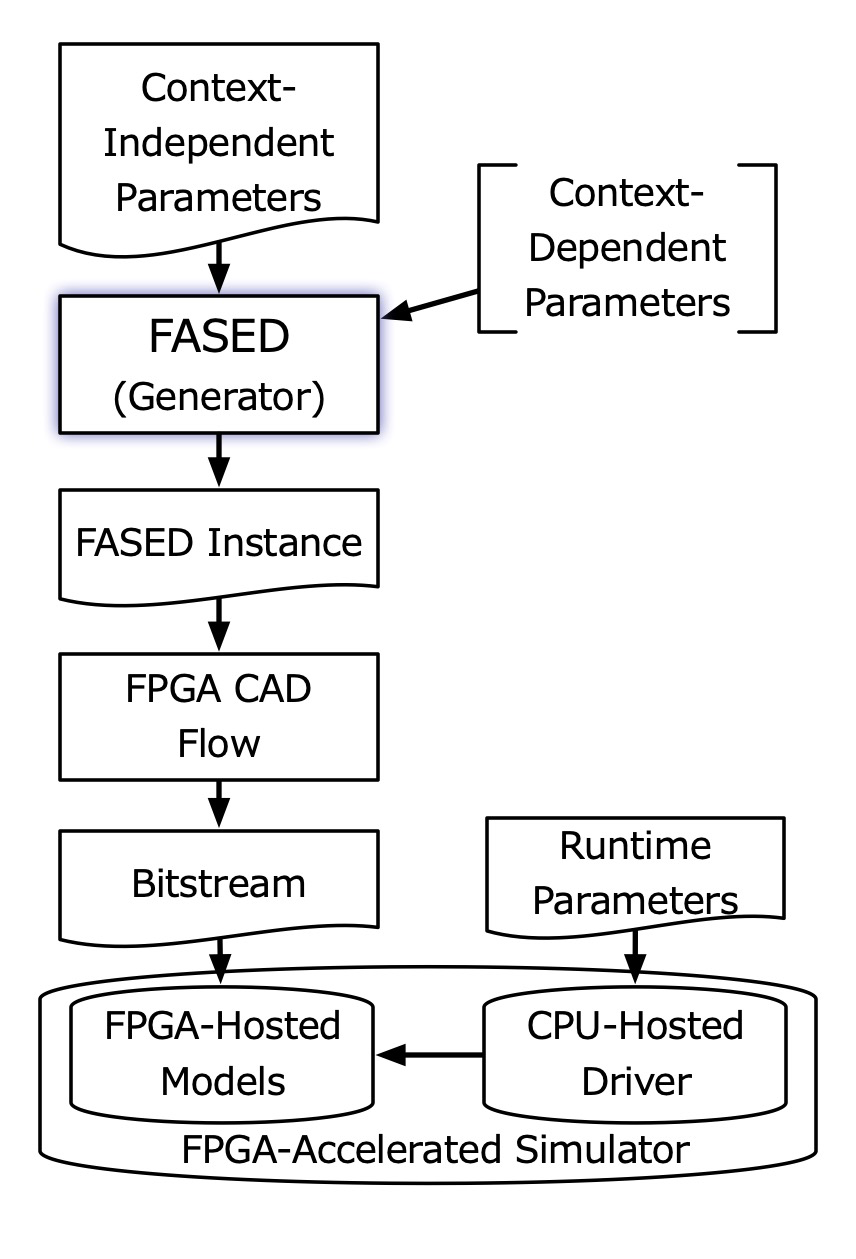 Context-
Independent
Parameters
Context-
Dependent
Parameters
FASED
(Generator)
FASED Instance
FPGA CAD
Flow
Bitstream
Runtime
Parameters
FPGA-Hosted
Models
CPU-Hosted
Driver
FPGA-Accelerated Simulator